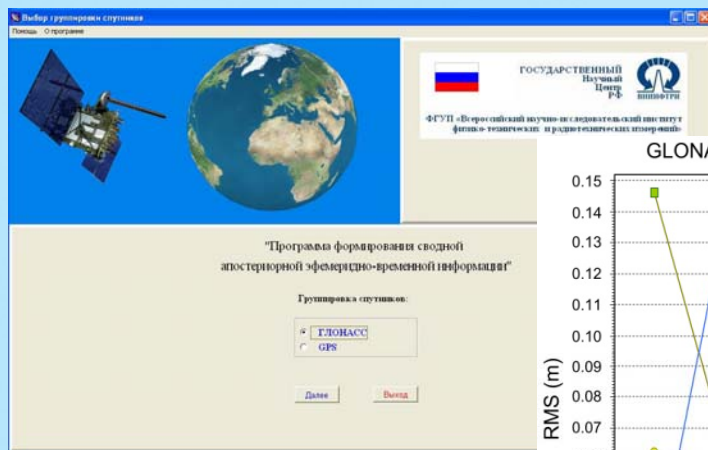 Выбор группировки спутников
Помощь О программе
ГОСУДАРСТВЕННЫЙ
Научный
Центр
РФ
ВНИИФТРИ
ФГУП «Всероссийский научно-исследовательский институт
физико-технических и радиотехнических измерений»
"Программа формирования сводной
апостериорной эфемеридно-временной информации"
Группировка спутников:
ГЛОНАСС
GPS
Далее Выход
GLONA
RMS (m)
0.15
0.14
0.13
0.12
0.11
0.10
0.09
0.08
0.07